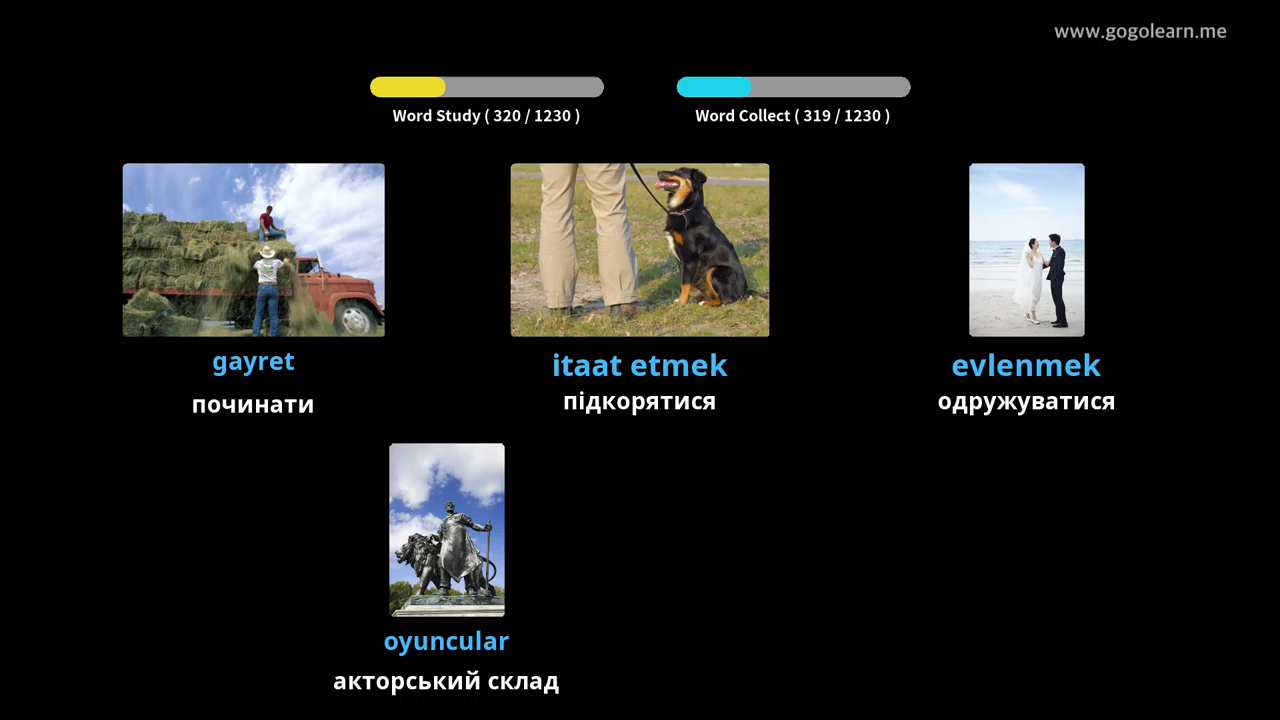 www.gogolearn.me
Word Study ( 320 / 1230 )
Word Collect ( 319 / 1230 )
gayret
починати
itaat etmek
підкорятися
evlenmek
одружуватися
oyuncular
акторський склад